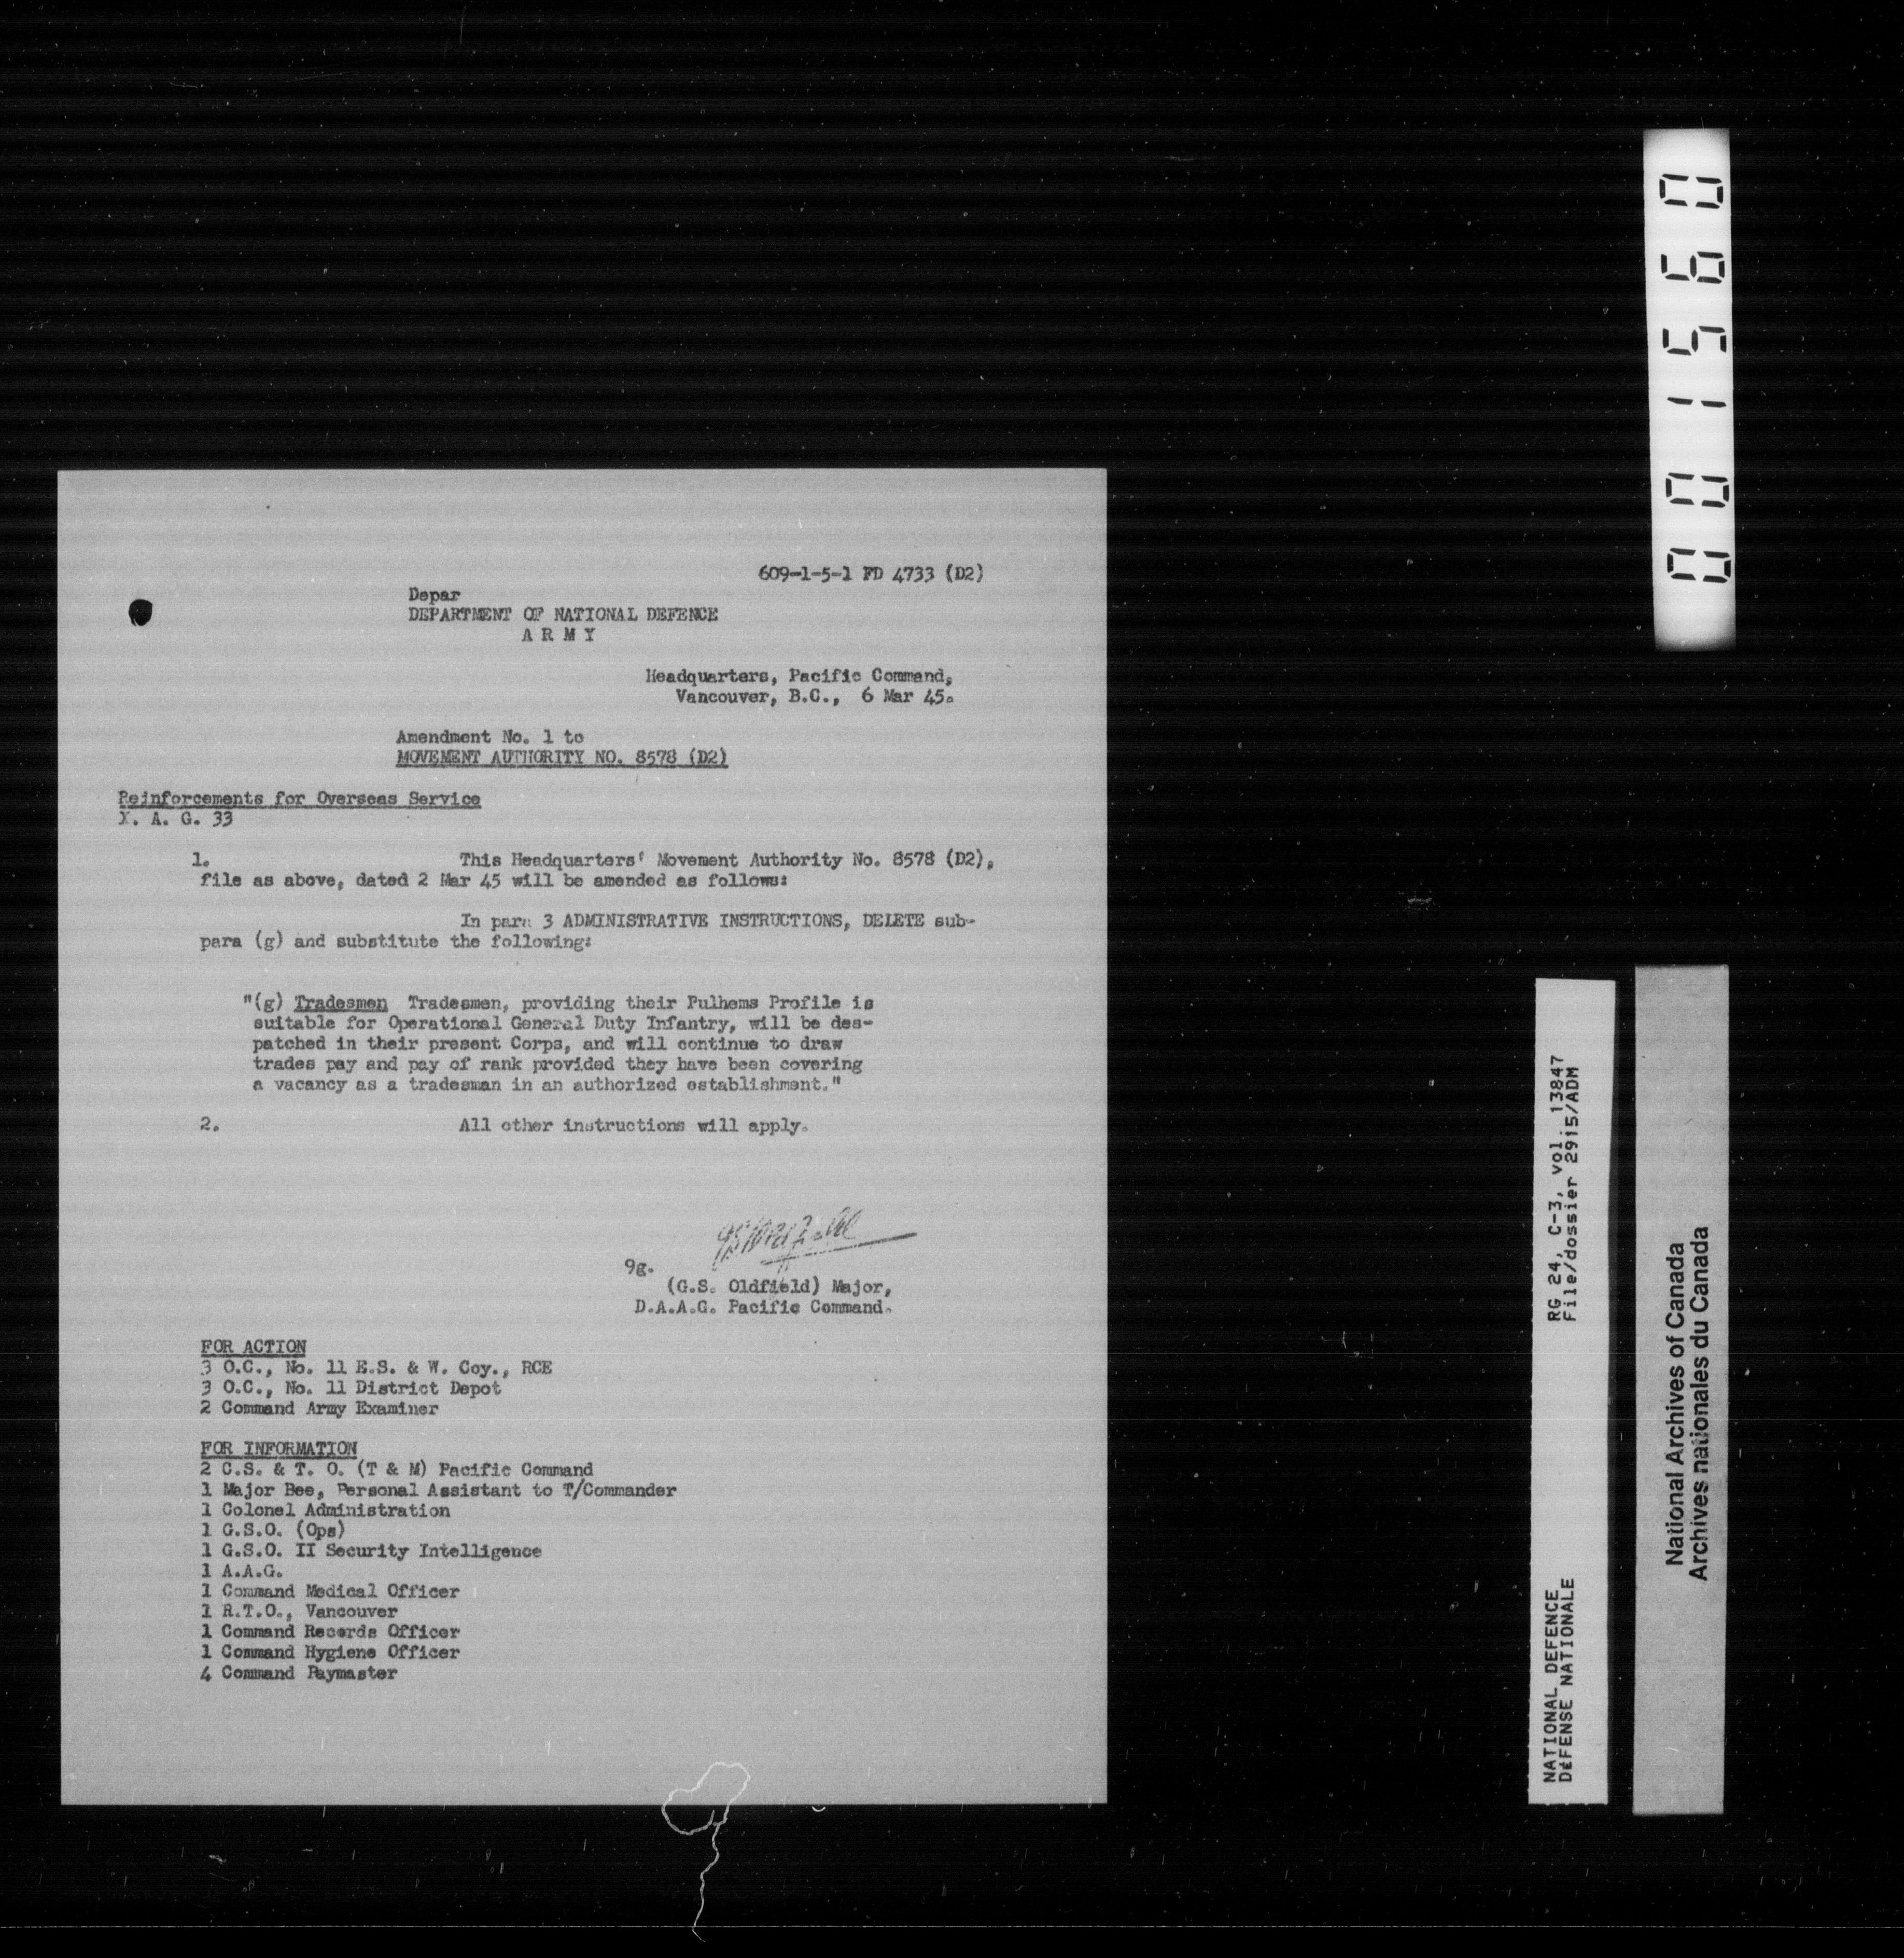 609-1-5-1 FD 4733 (D2)
Depar
DEPARTMENT OF NATIONAL DEFENCE
A R M Y
Headquarters, Pacific Command,
Vancouver, B.C., 6 Mar 45.
Amendment No. 1 to
MOVEMENT AUTHORITY NO. 8578 (D2)
Reinforcements for Overseas Service
X. A. G. 33
1. This Headquarters' Movement Authority No. 8578 (D2),
file as above, dated 2 Mar 45 will be amended as follows:
In para 3 ADMINISTRATIVE INSTRUCTIONS, DELETE sub-
para (g) and substitute the following:
"(g) Tradesmen Tradesmen, providing their Pulhems Profile is
suitable for Operational General Duty Infantry, will be des-
patched in their present Corps, and will continue to draw
trades pay and pay of rank provided they have been covering
a vacancy as a tradesman in an authorized establishment."
2. All other instructions will apply.
9g.
(G.S. Oldfield) Major,
D.A.A.G. Pacific Command.
FOR ACTION
3 O.C., No. 11 E.S. & W. Coy., RCE
3 O.C., No. 11 District Depot
2 Command Army Examiner
FOR INFORMATION
2 C.S. & T. O. (T & M) Pacific Command
1 Major Bee, Personal Assistant to T/Commander
1 Colonel Administration
1 G.S.O. (Ops)
1 G.S.O. II Security Intelligence
1 A.A.G.
1 Command Medical Officer
1 R.T.O., Vancouver
1 Command Records Officer
1 Command Hygiene Officer
4 Command Paymaster
001560
RG 24, C-3, vol. 13847
File/dossier 2915/ADM
NATIONAL DEFENCE
DÉFENSE NATIONALE
National Archives of Canada
Archives nationales du Canada